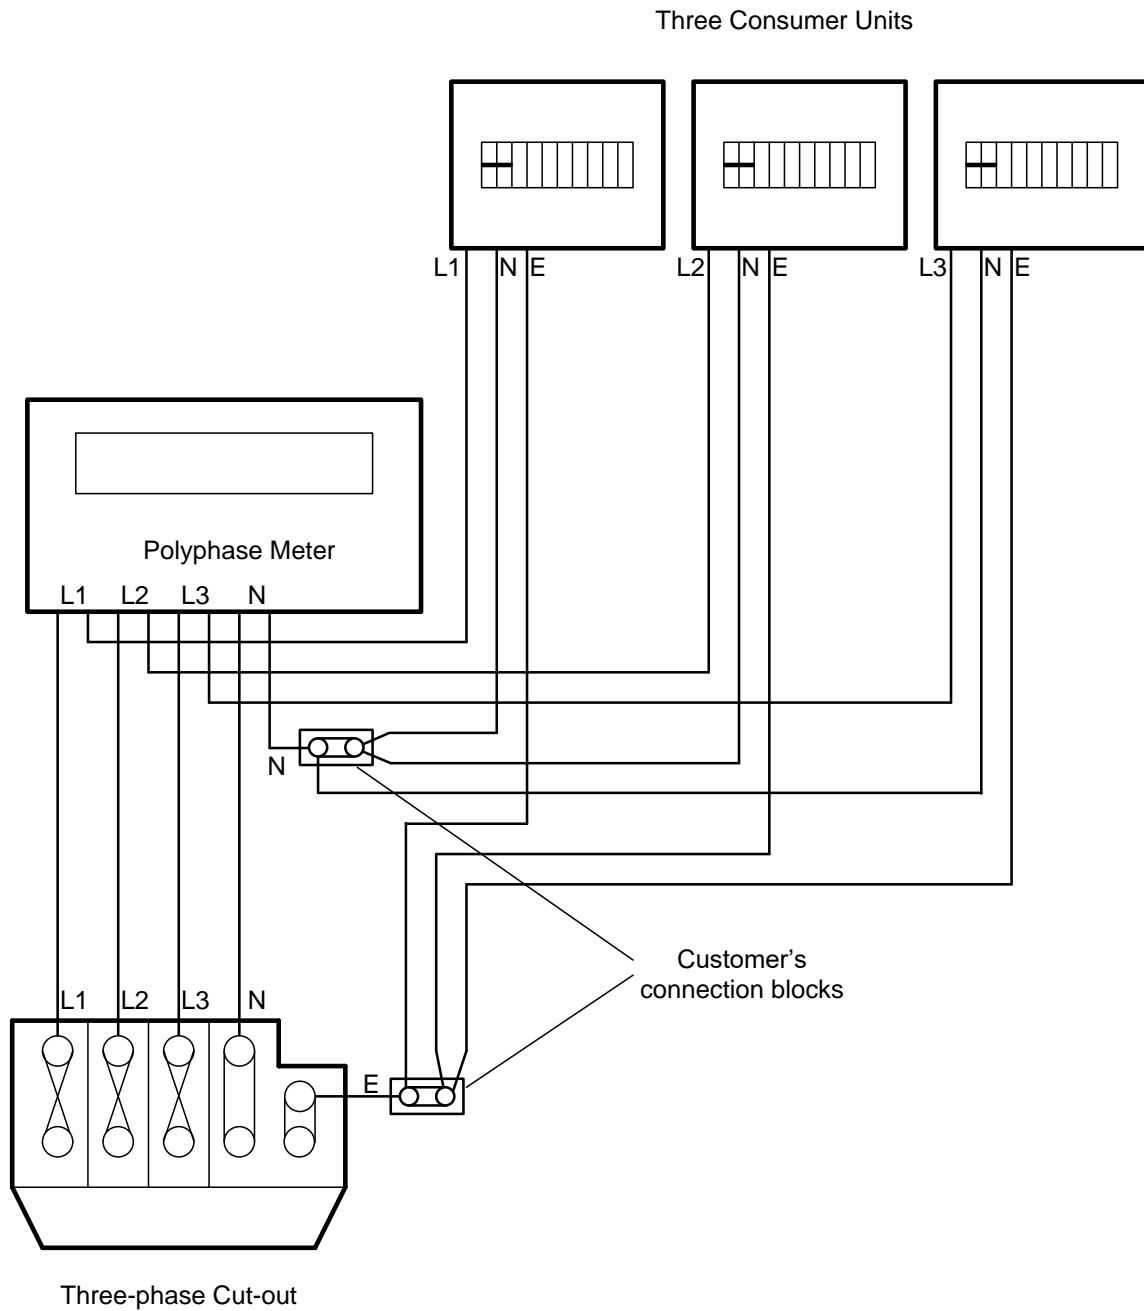 Three Consumer Units
L1 N E L2 N E L3 N E
Polyphase Meter
L1 L2 L3 N
N
Customer's
connection blocks
L1 L2 L3 N
E
Three-phase Cut-out